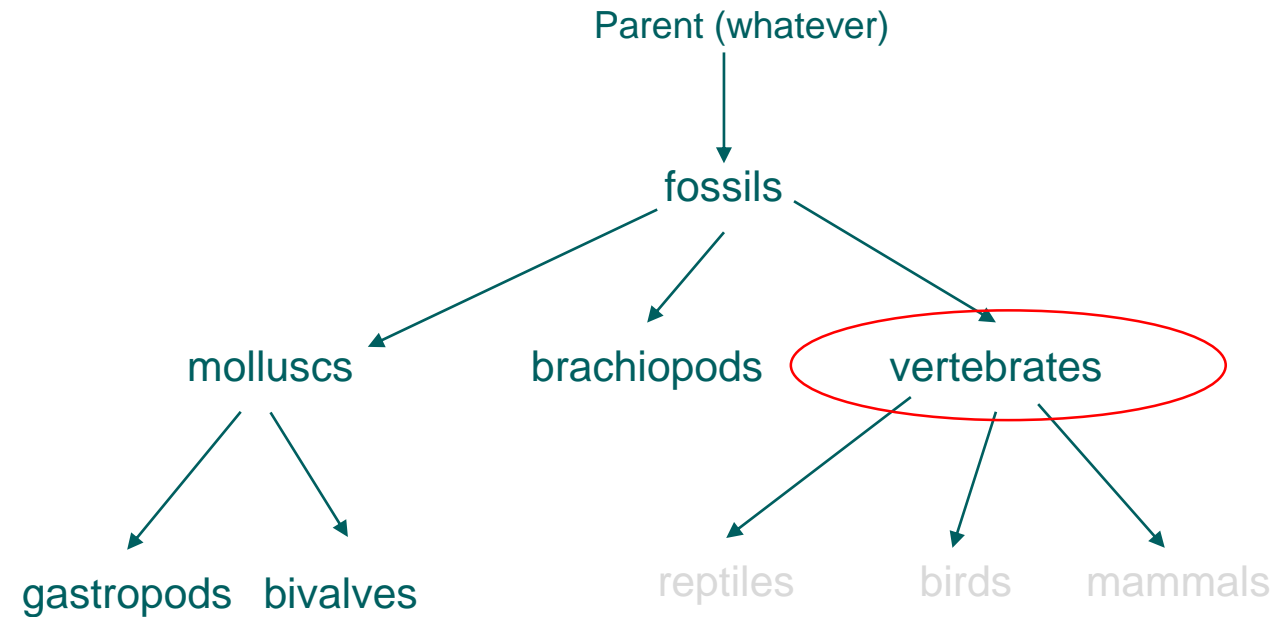 Parent (whatever)
fossils
molluscs brachiopods vertebrates
gastropods bivalves reptiles birds mammals